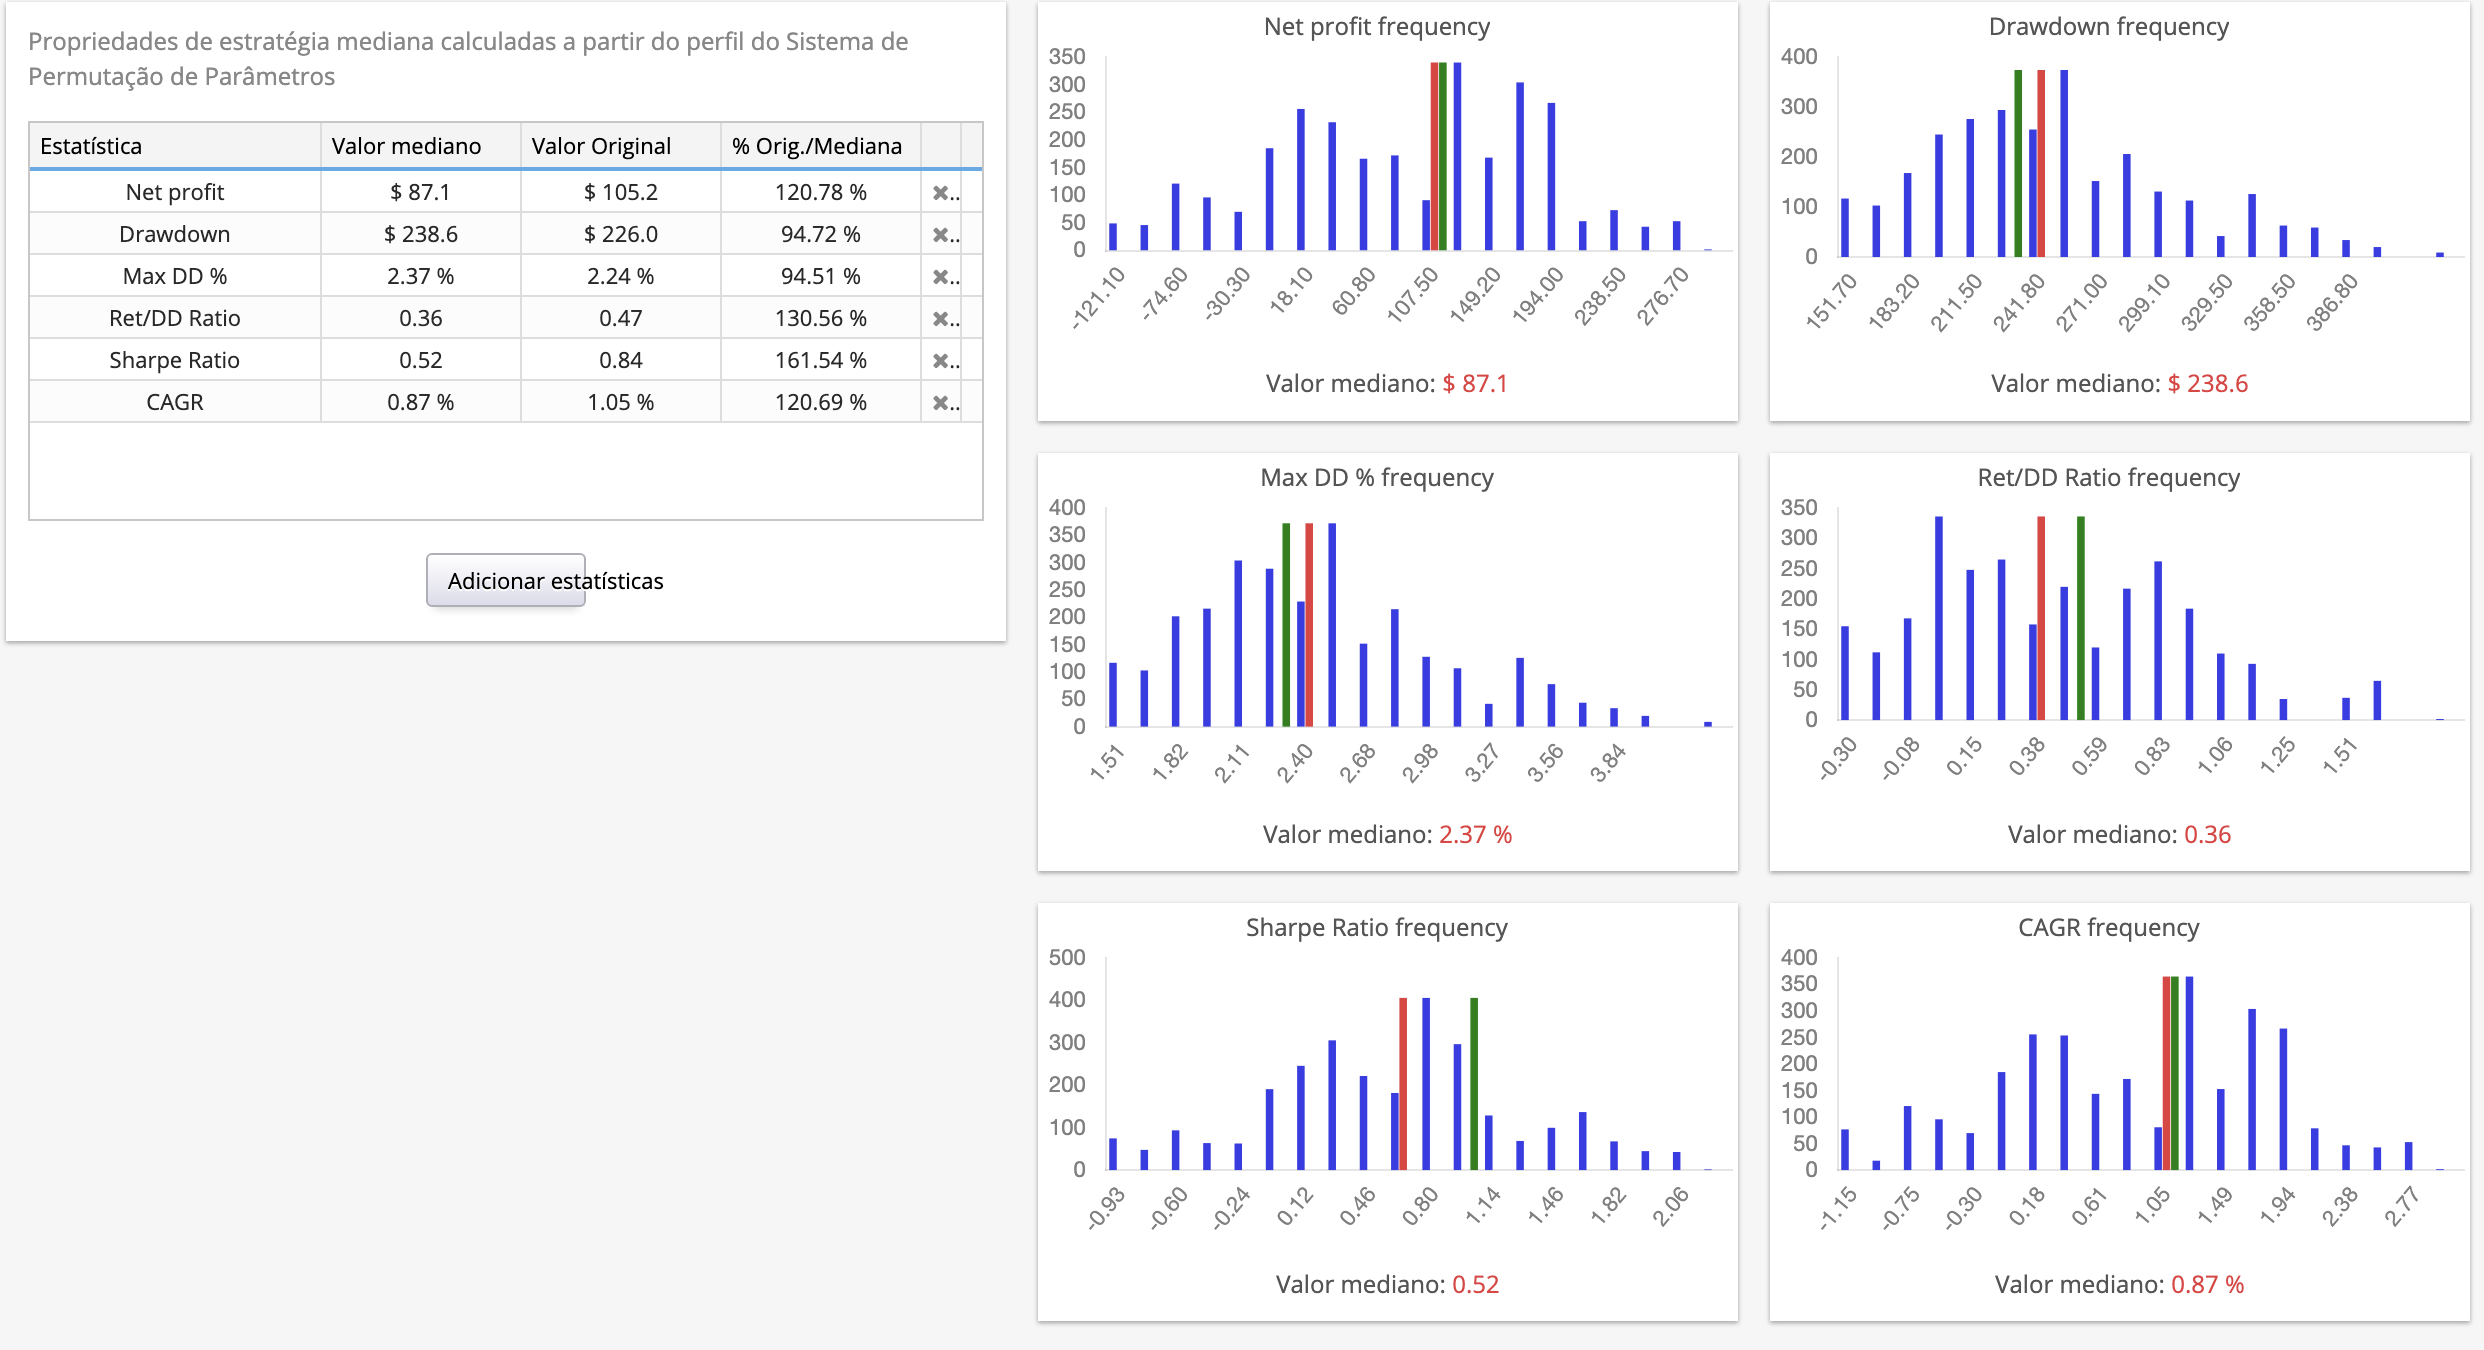 Propriedades de estratégia mediana calculadas a partir do perfil do Sistema de
Permutação de Parâmetros
Estatística Valor mediano Valor Original % Orig./Mediana
Net profit $ 87.1 $ 105.2 120.78 % ✖..
Drawdown $ 238.6 $ 226.0 94.72 % ✖..
Max DD % 2.37 % 2.24 % 94.51 % ✖..
Ret/DD Ratio 0.36 0.47 130.56 % ✖..
Sharpe Ratio 0.52 0.84 161.54 % ✖..
CAGR 0.87 % 1.05 % 120.69 % ✖..
Adicionar estatísticas
Net profit frequency
350
300
250
200
150
100
50
0
-121.10 -74.60 -30.30 18.10 60.80 107.50 149.20 194.00 238.50 276.70
Valor mediano: $ 87.1
Drawdown frequency
400
300
200
100
0
151.70 183.20 211.50 241.80 271.00 299.10 329.50 358.50 386.80
Valor mediano: $ 238.6
Max DD % frequency
400
350
300
250
200
150
100
50
0
1.51 1.82 2.11 2.40 2.68 2.98 3.27 3.56 3.84
Valor mediano: 2.37 %
Ret/DD Ratio frequency
350
300
250
200
150
100
50
0
-0.30 -0.08 0.15 0.38 0.59 0.83 1.06 1.25 1.51
Valor mediano: 0.36
Sharpe Ratio frequency
500
400
300
200
100
0
-0.93 -0.60 -0.24 0.12 0.46 0.80 1.14 1.46 1.82 2.06
Valor mediano: 0.52
CAGR frequency
400
350
300
250
200
150
100
50
0
-1.15 -0.75 -0.30 0.18 0.61 1.05 1.49 1.94 2.38 2.77
Valor mediano: 0.87 %